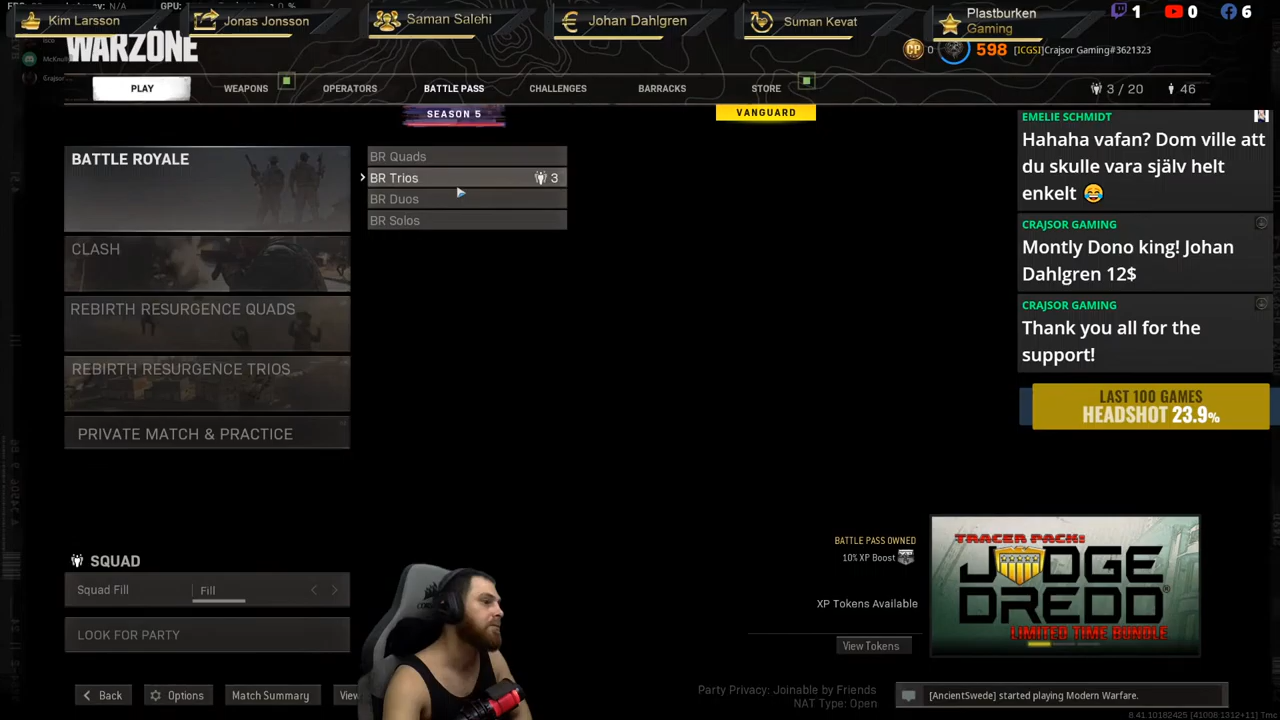 Kim Larsson
Jonas Jonsson
Saman Salehi
Johan Dahlgren
Suman Kevat
Plastburken
Gaming
1
0
6
WARZONE
0
598
[ICGSI]Crajsor Gaming#3621323
PLAY
WEAPONS
OPERATORS
BATTLE PASS
CHALLENGES
BARRACKS
STORE
3 / 20
46
SEASON 5
VANGUARD
BATTLE ROYALE
BR Quads
BR Trios
3
BR Duos
BR Solos
CLASH
REBIRTH RESURGENCE QUADS
REBIRTH RESURGENCE TRIOS
PRIVATE MATCH & PRACTICE
EMELIE SCHMIDT
Hahaha vafan? Dom ville att
du skulle vara själv helt
enkelt 😂
CRAJSOR GAMING
Montly Dono king! Johan
Dahlgren 12$
CRAJSOR GAMING
Thank you all for the
support!
LAST 100 GAMES
HEADSHOT 23.9%
SQUAD
Squad Fill
Fill
LOOK FOR PARTY
BATTLE PASS OWNED
10% XP Boost
XP Tokens Available
View Tokens
TRACER PACK:
JUDGE
DREDD
LIMITED TIME BUNDLE
Back
Options
Match Summary
View
Party Privacy: Joinable by Friends
NAT Type: Open
[AncientSwede] started playing Modern Warfare.